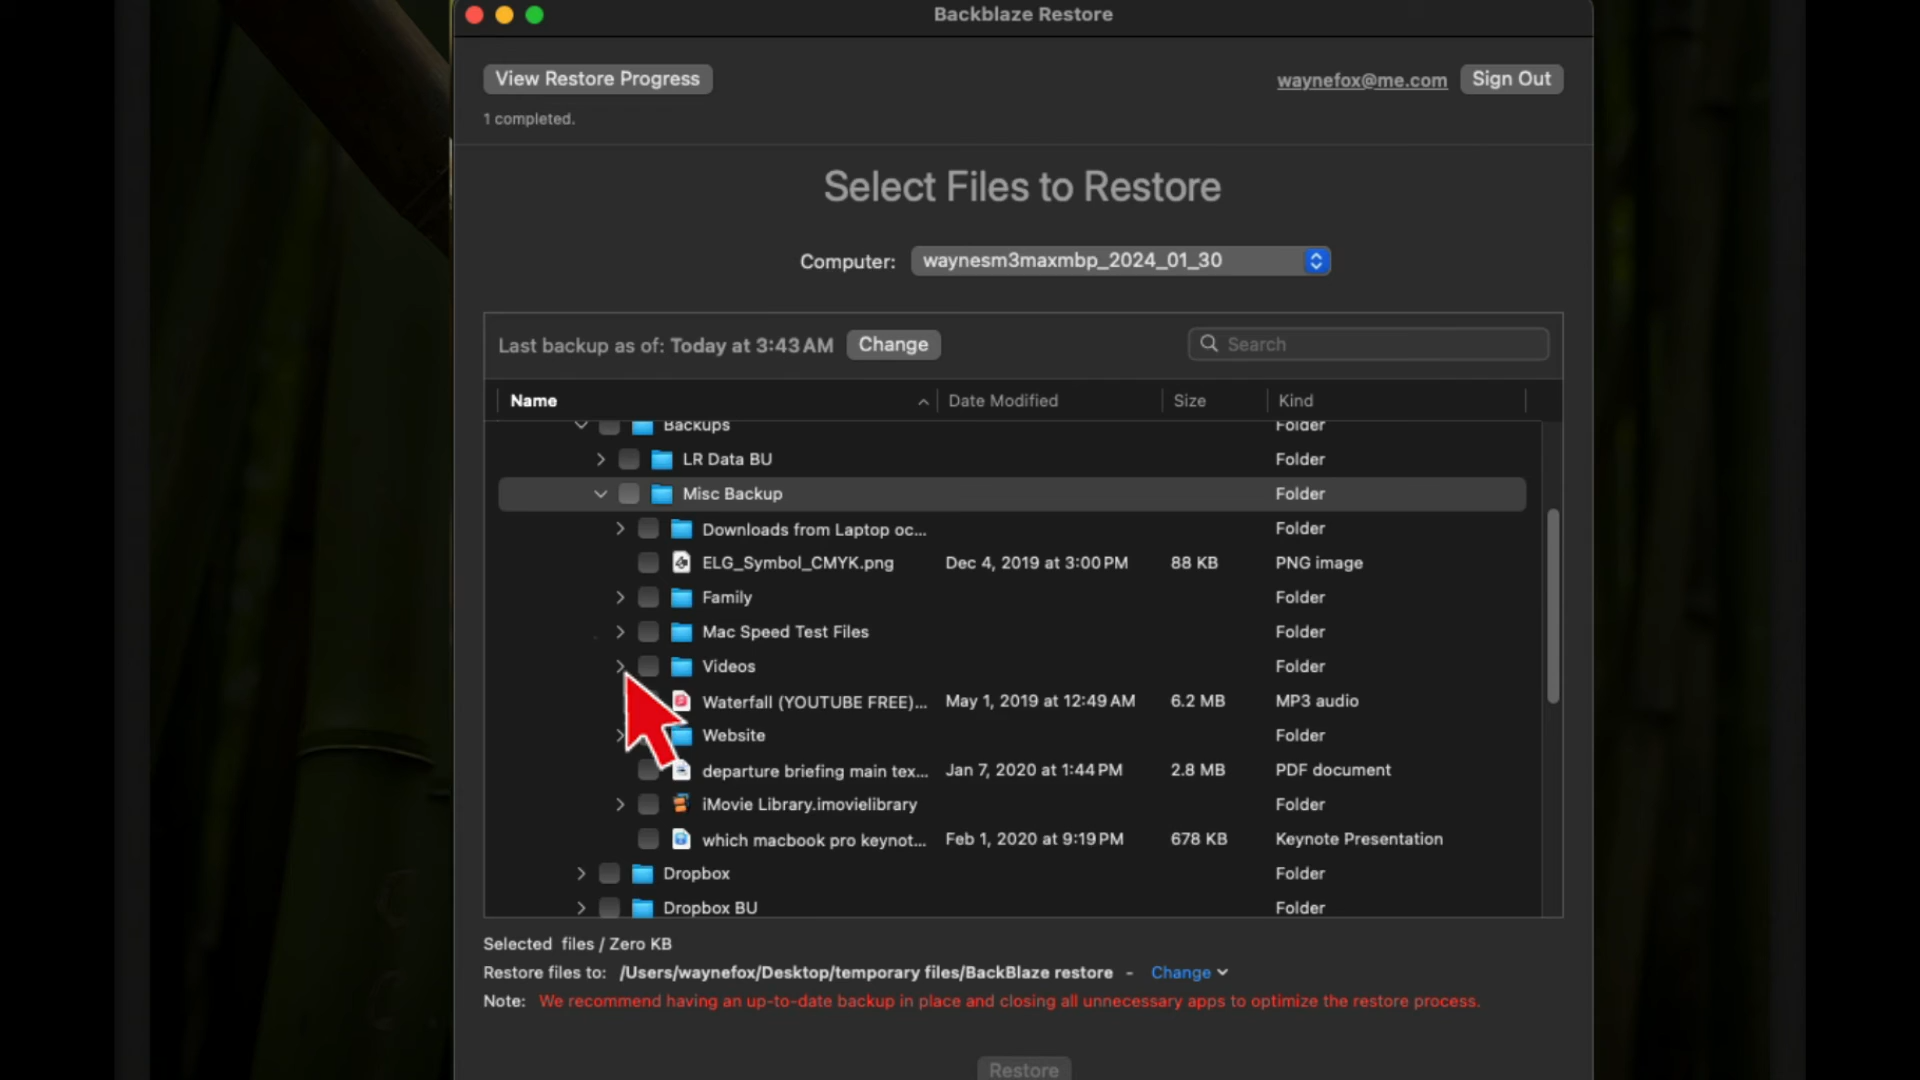 Backblaze Restore
View Restore Progress
waynefox@me.com
Sign Out
1 completed.
Select Files to Restore
Computer: waynesm3maxmbp_2024_01_30
Last backup as of: Today at 3:43 AM Change
Search
Name Date Modified Size Kind
Backups Folder
LR Data BU Folder
Misc Backup Folder
Downloads from Laptop oc... Folder
ELG_Symbol_CMYK.png Dec 4, 2019 at 3:00 PM 88 KB PNG image
Family Folder
Mac Speed Test Files Folder
Videos Folder
Waterfall (YOUTUBE FREE)... May 1, 2019 at 12:49 AM 6.2 MB MP3 audio
Website Folder
departure briefing main tex... Jan 7, 2020 at 1:44 PM 2.8 MB PDF document
iMovie Library.imovielibrary Folder
which macbook pro keynot... Feb 1, 2020 at 9:19 PM 678 KB Keynote Presentation
Dropbox Folder
Dropbox BU Folder
Selected files / Zero KB
Restore files to: /Users/waynefox/Desktop/temporary files/BackBlaze restore - Change
Note: We recommend having an up-to-date backup in place and closing all unnecessary apps to optimize the restore process.
Restore